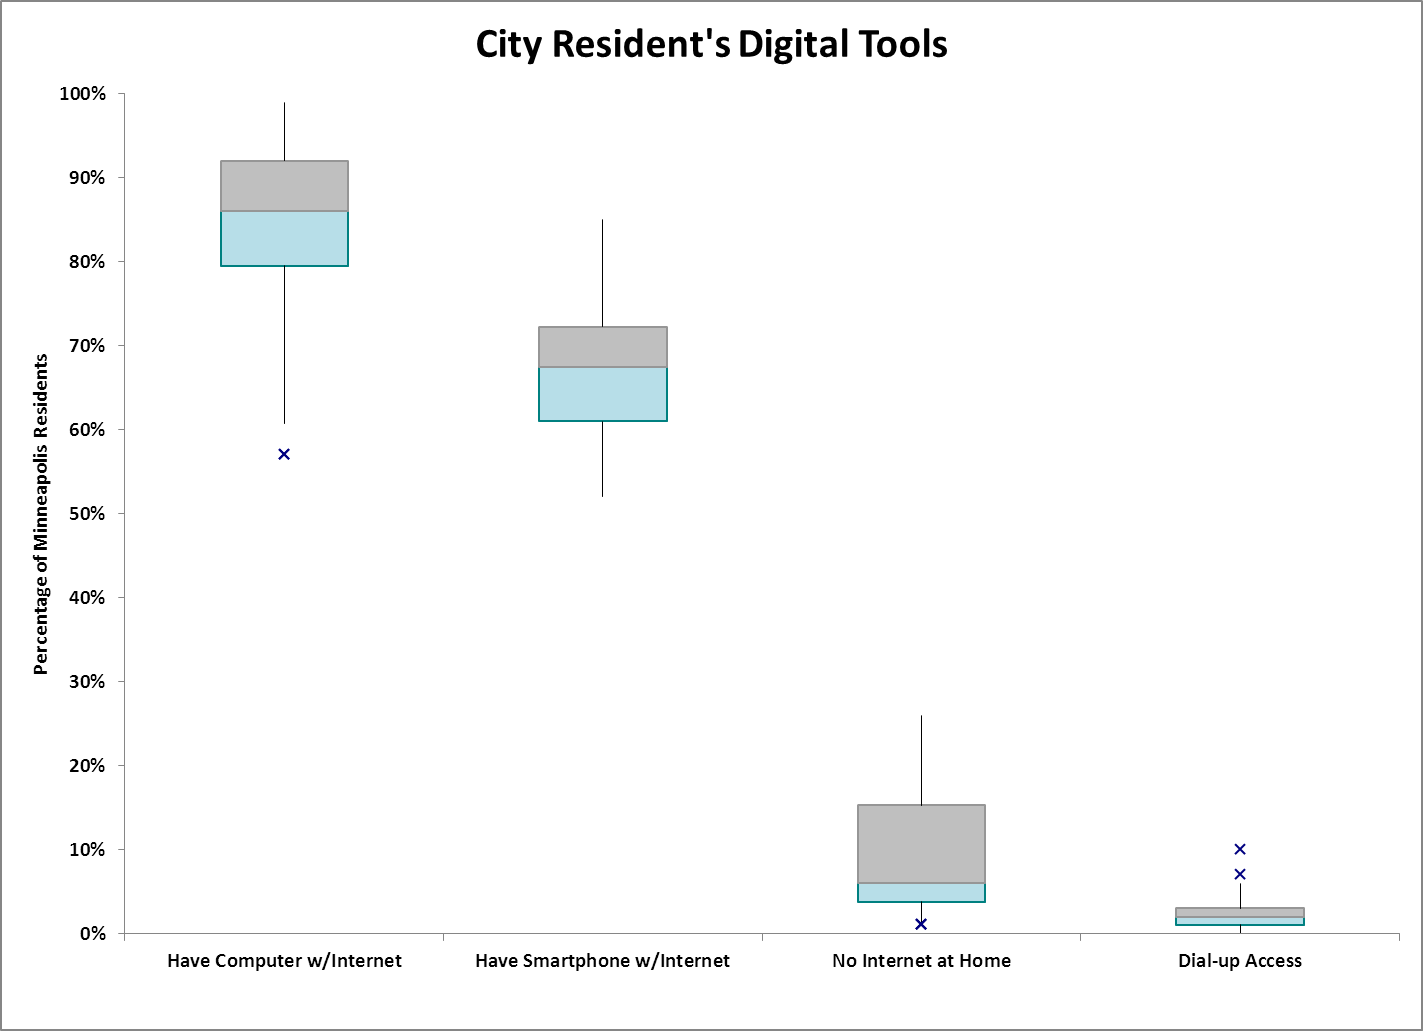 City Resident's Digital Tools
Percentage of Minneapolis Residents
100%
90%
80%
70%
60%
50%
40%
30%
20%
10%
0%
Have Computer w/Internet
Have Smartphone w/Internet
No Internet at Home
Dial-up Access